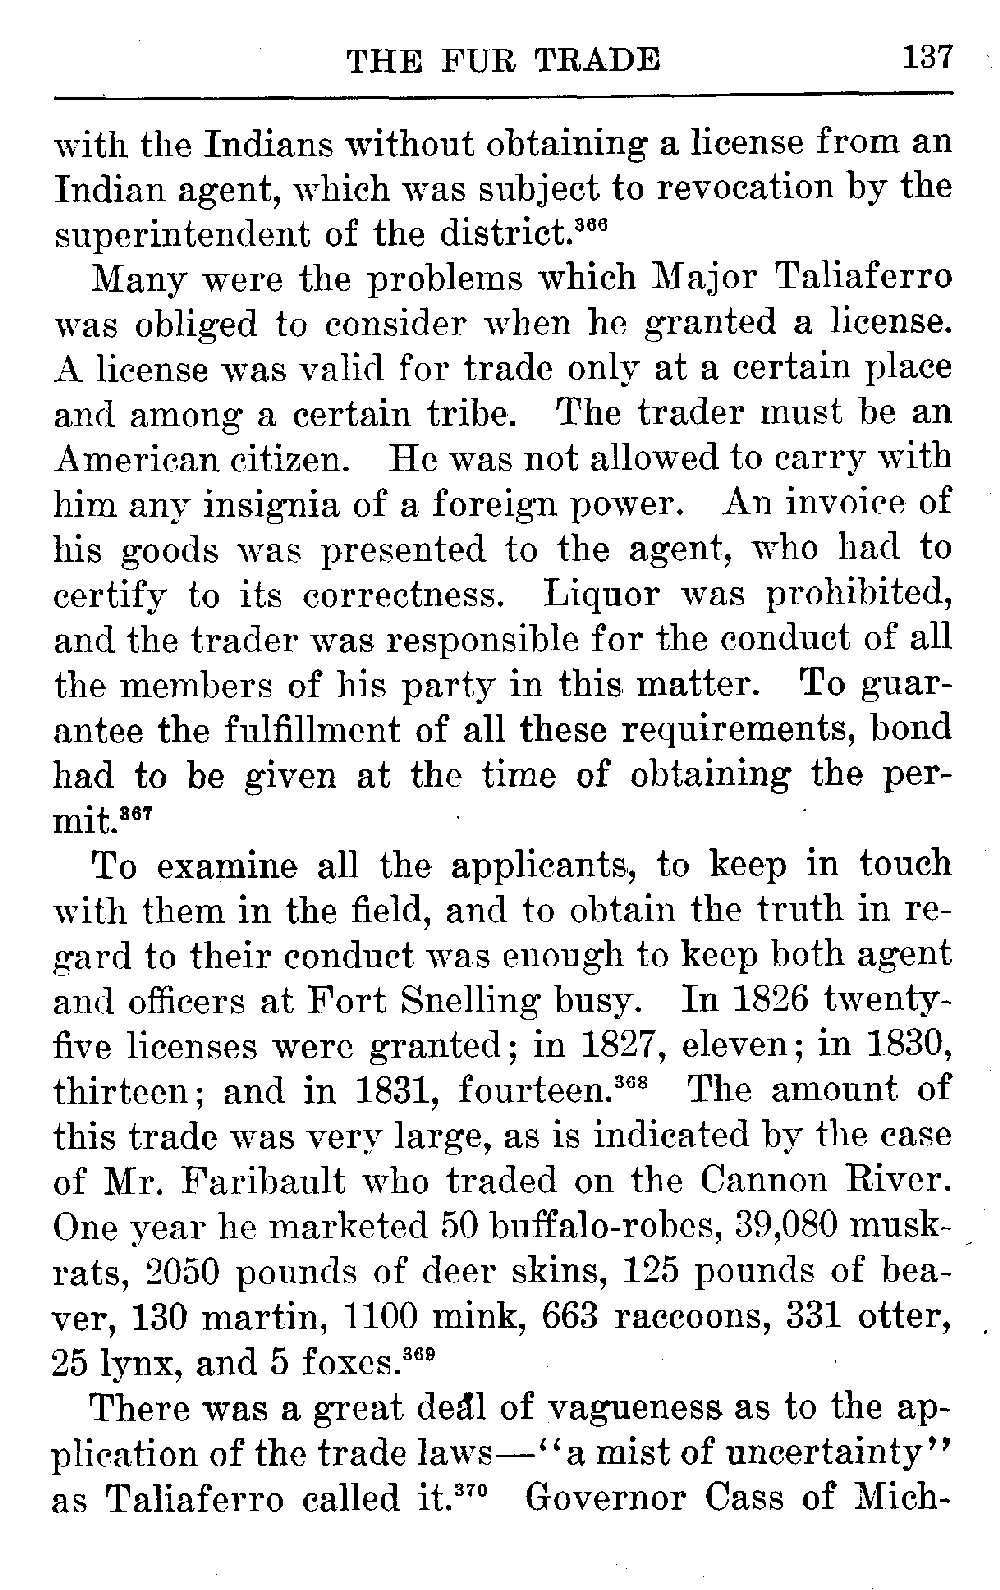 THE FUR TRADE 137
with the Indians without obtaining a license from an
Indian agent, which was subject to revocation by the
superintendent of the district.³⁶⁶
Many were the problems which Major Taliaferro
was obliged to consider when he granted a license.
A license was valid for trade only at a certain place
and among a certain tribe. The trader must be an
American citizen. He was not allowed to carry with
him any insignia of a foreign power. An invoice of
his goods was presented to the agent, who had to
certify to its correctness. Liquor was prohibited,
and the trader was responsible for the conduct of all
the members of his party in this matter. To guar-
antee the fulfillment of all these requirements, bond
had to be given at the time of obtaining the per-
mit.³⁶⁷
To examine all the applicants, to keep in touch
with them in the field, and to obtain the truth in re-
gard to their conduct was enough to keep both agent
and officers at Fort Snelling busy. In 1826 twenty-
five licenses were granted; in 1827, eleven; in 1830,
thirteen; and in 1831, fourteen.³⁶⁸ The amount of
this trade was very large, as is indicated by the case
of Mr. Faribault who traded on the Cannon River.
One year he marketed 50 buffalo-robes, 39,080 musk-
rats, 2050 pounds of deer skins, 125 pounds of bea-
ver, 130 martin, 1100 mink, 663 raccoons, 331 otter,
25 lynx, and 5 foxes.³⁶⁹
There was a great deal of vagueness as to the ap-
plication of the trade laws—"a mist of uncertainty"
as Taliaferro called it.³⁷⁰ Governor Cass of Mich-